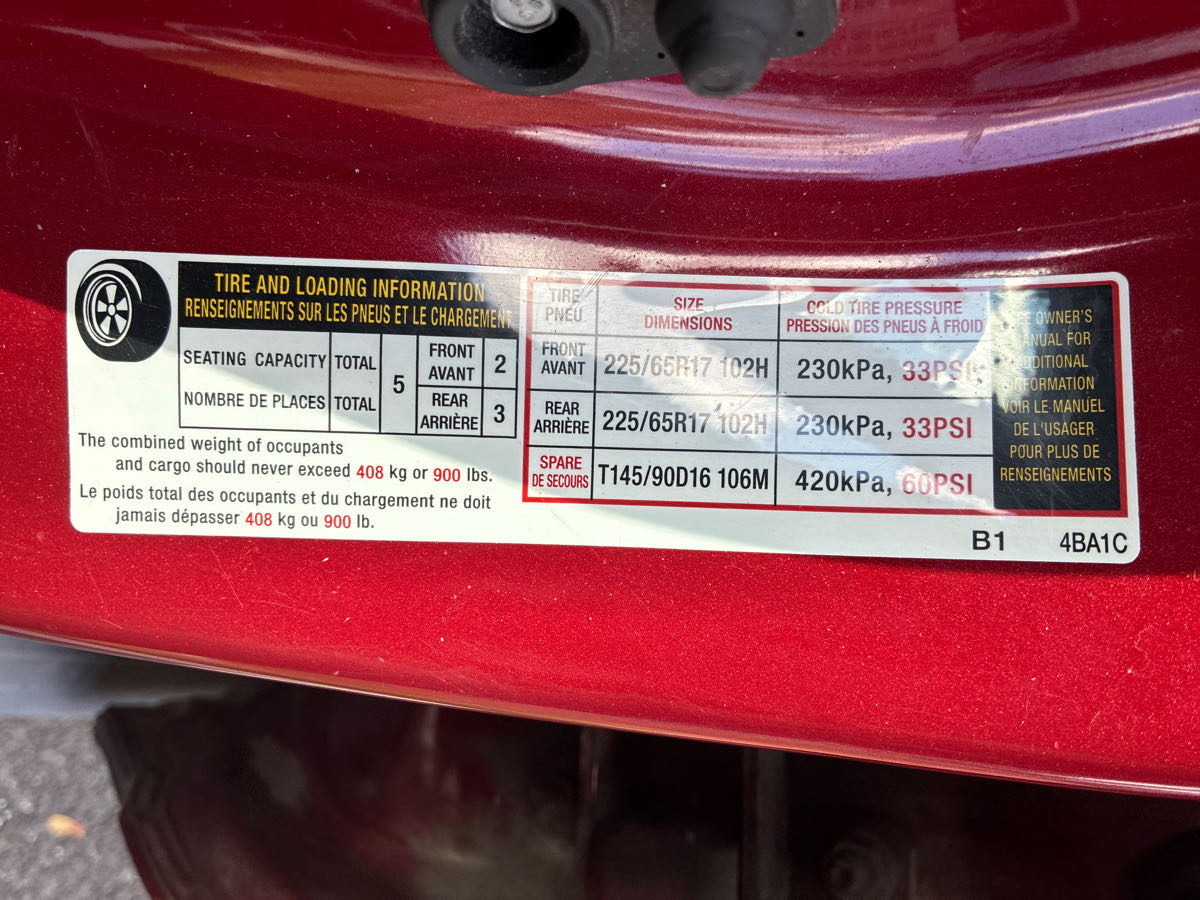 TIRE AND LOADING INFORMATION
RENSEIGNEMENTS SUR LES PNEUS ET LE CHARGEMENT
SEATING CAPACITY TOTAL 5 FRONT AVANT 2
NOMBRE DE PLACES TOTAL REAR ARRIÈRE 3
The combined weight of occupants
and cargo should never exceed 408 kg or 900 lbs.
Le poids total des occupants et du chargement ne doit
jamais dépasser 408 kg ou 900 lb.
TIRE PNEU SIZE DIMENSIONS COLD TIRE PRESSURE PRESSION DES PNEUS À FROID
FRONT AVANT 225/65R17 102H 230kPa, 33PSI
REAR ARRIÈRE 225/65R17 102H 230kPa, 33PSI
SPARE DE SECOURS T145/90D16 106M 420kPa, 60PSI
SEE OWNER'S
MANUAL FOR
ADDITIONAL
INFORMATION
VOIR LE MANUEL
DE L'USAGER
POUR PLUS DE
RENSEIGNEMENTS
B1 4BA1C